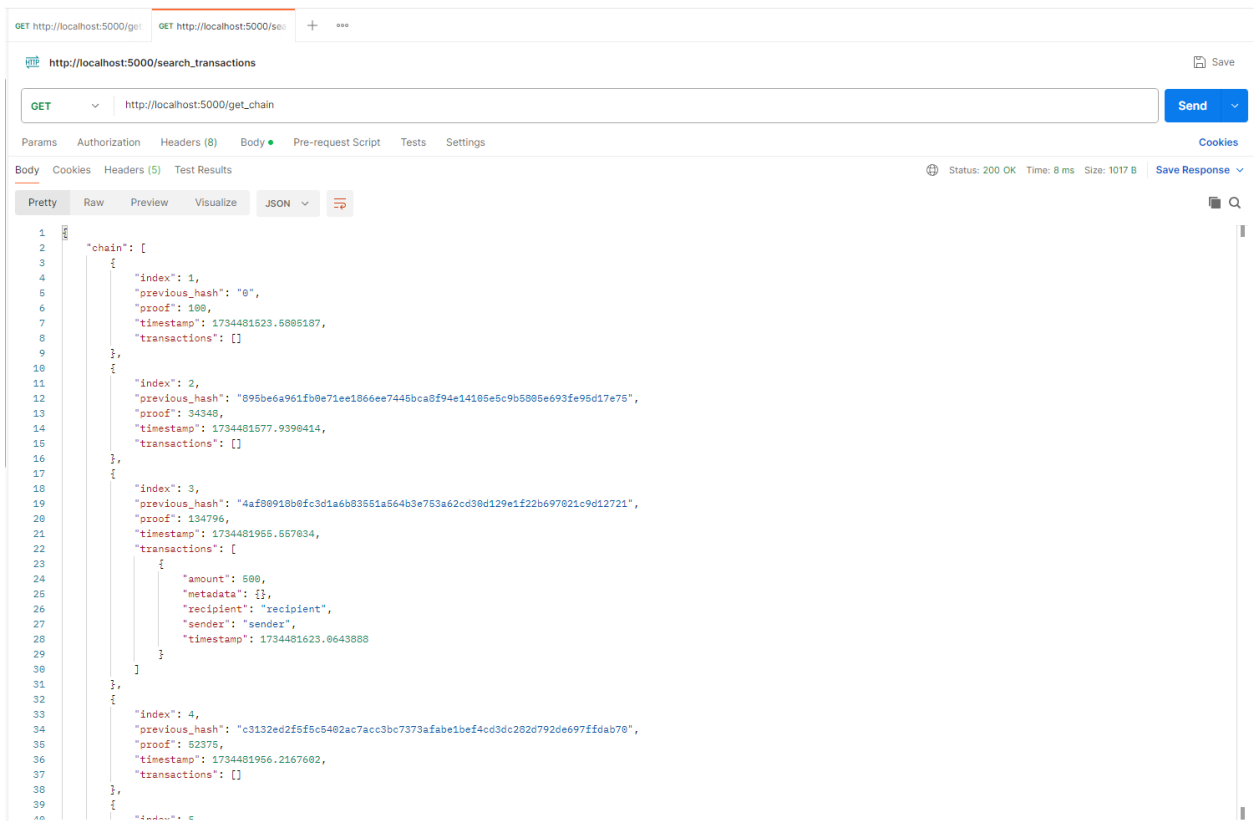 GET http://localhost:5000/get GET http://localhost:5000/sea + ooo
HTTP http://localhost:5000/search_transactions Save
GET http://localhost:5000/get_chain Send
Params Authorization Headers (8) Body Pre-request Script Tests Settings Cookies
Body Cookies Headers (5) Test Results Status: 200 OK Time: 8 ms Size: 1017 B Save Response
Pretty Raw Preview Visualize JSON
1 {
2 "chain": [
3 {
4 "index": 1,
5 "previous_hash": "0",
6 "proof": 100,
7 "timestamp": 1734481523.5805187,
8 "transactions": []
9 },
10 {
11 "index": 2,
12 "previous_hash": "895be6a961fb0e71ee1866ee7445bca8f94e14105e5c9b5805e693fe95d17e75",
13 "proof": 34348,
14 "timestamp": 1734481577.9390414,
15 "transactions": []
16 },
17 {
18 "index": 3,
19 "previous_hash": "4af80918b0fc3d1a6b83551a564b3e753a62cd30d129e1f22b697021c9d12721",
20 "proof": 134796,
21 "timestamp": 1734481955.557034,
22 "transactions": [
23 {
24 "amount": 500,
25 "metadata": {},
26 "recipient": "recipient",
27 "sender": "sender",
28 "timestamp": 1734481623.0643888
29 }
30 ]
31 },
32 {
33 "index": 4,
34 "previous_hash": "c3132ed2f5f5c5402ac7acc3bc7373afabe1bef4cd3dc282d792de697ffdab70",
35 "proof": 52375,
36 "timestamp": 1734481956.2167602,
37 "transactions": []
38 },
39 {
40 "index": 5